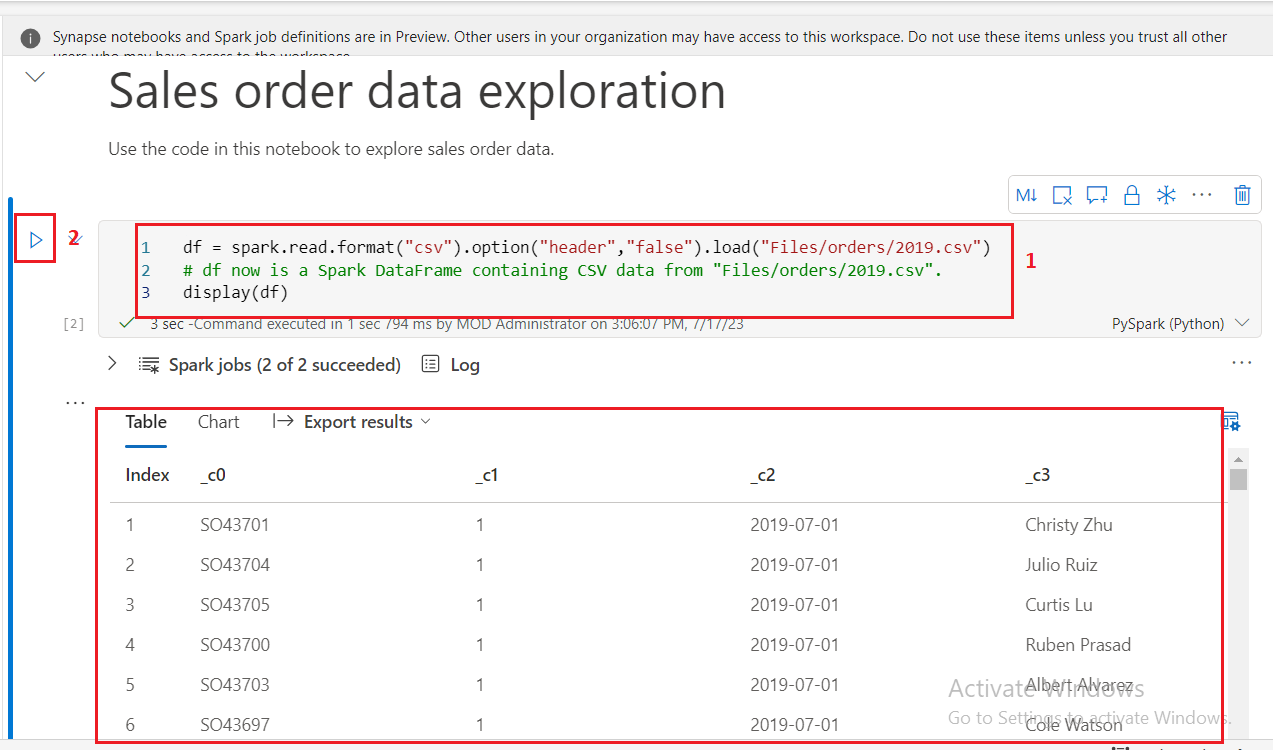 Synapse notebooks and Spark job definitions are in Preview. Other users in your organization may have access to this workspace. Do not use these items unless you trust all other
users who may have access to the workspace.
Sales order data exploration
Use the code in this notebook to explore sales order data.
M↓ ...
2
1 df = spark.read.format("csv").option("header","false").load("Files/orders/2019.csv")
2 # df now is a Spark DataFrame containing CSV data from "Files/orders/2019.csv".
3 display(df)
1
[2] 3 sec -Command executed in 1 sec 794 ms by MOD Administrator on 3:06:07 PM, 7/17/23 PySpark (Python)
Spark jobs (2 of 2 succeeded) Log ...
...
Table Chart Export results
Index _c0 _c1 _c2 _c3
1 SO43701 1 2019-07-01 Christy Zhu
2 SO43704 1 2019-07-01 Julio Ruiz
3 SO43705 1 2019-07-01 Curtis Lu
4 SO43700 1 2019-07-01 Ruben Prasad
5 SO43703 1 2019-07-01 Albert Alvarez
6 SO43697 1 2019-07-01 Cole Watson
Activate Windows
Go to Settings to activate Windows.